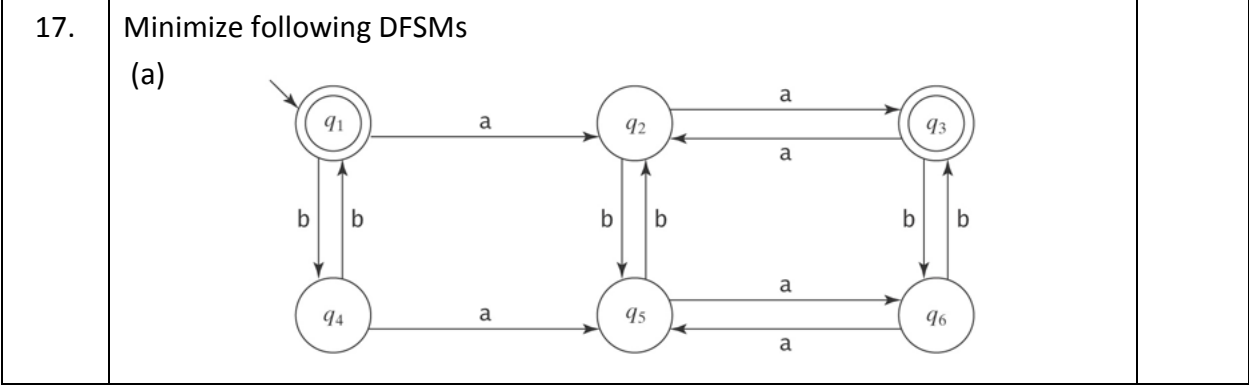 17. Minimize following DFSMs
(a)
a
q1 a q2 q3
a
b b b b b b
a
q4 a q5 q6
a